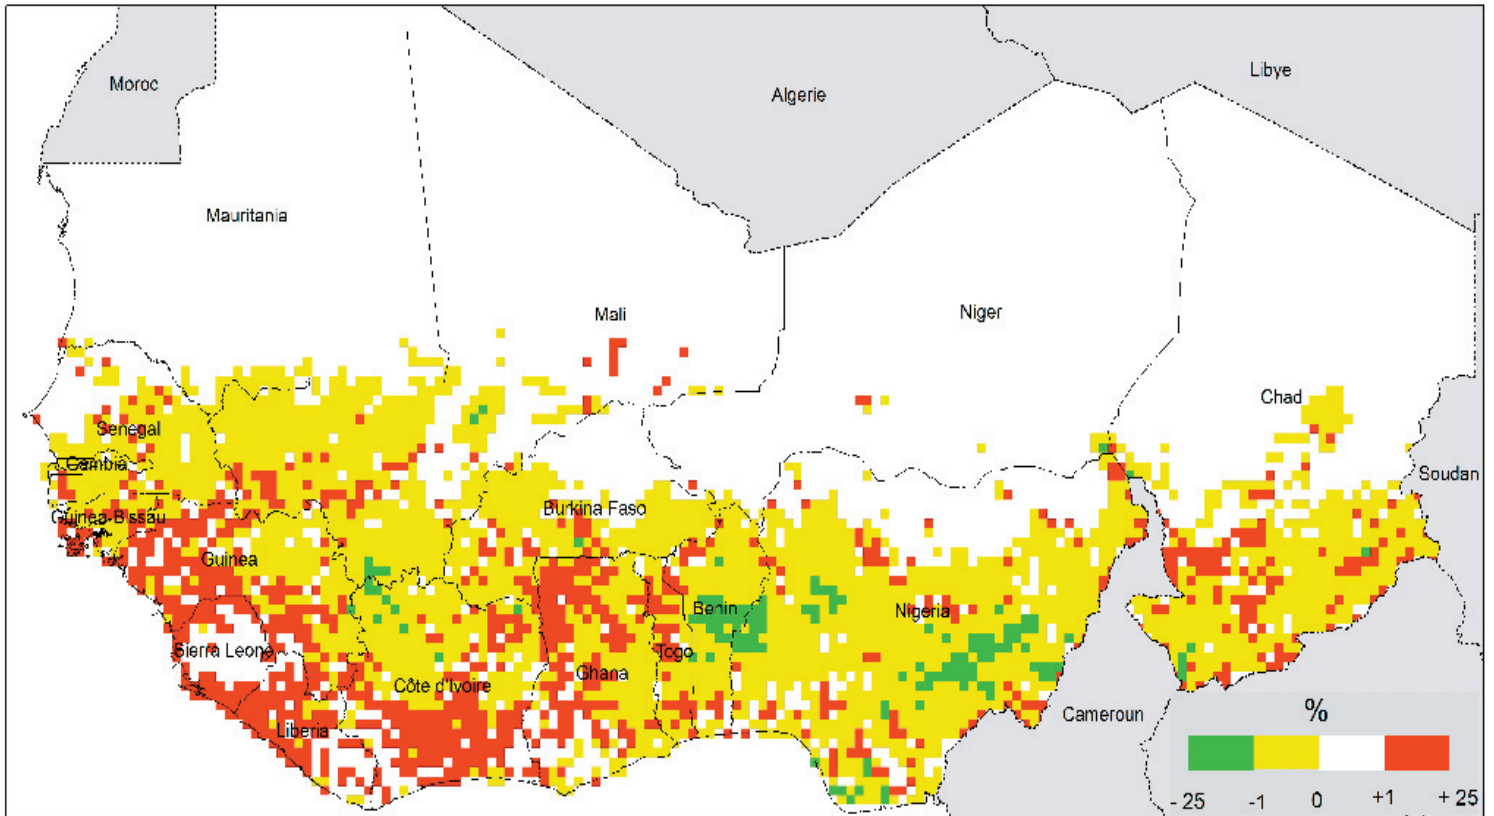 Libye
Moroc
Algerie
Mauritania
Mali
Niger
Chad
Senegal
Gambia
Soudan
Burkina Faso
Guinea-Bissau
Guinea
Benin
Nigeria
Sierra Leone
Togo
Ghana
Côte d'Ivoire
Cameroun
Liberia
%
- 25 -1 0 +1 + 25